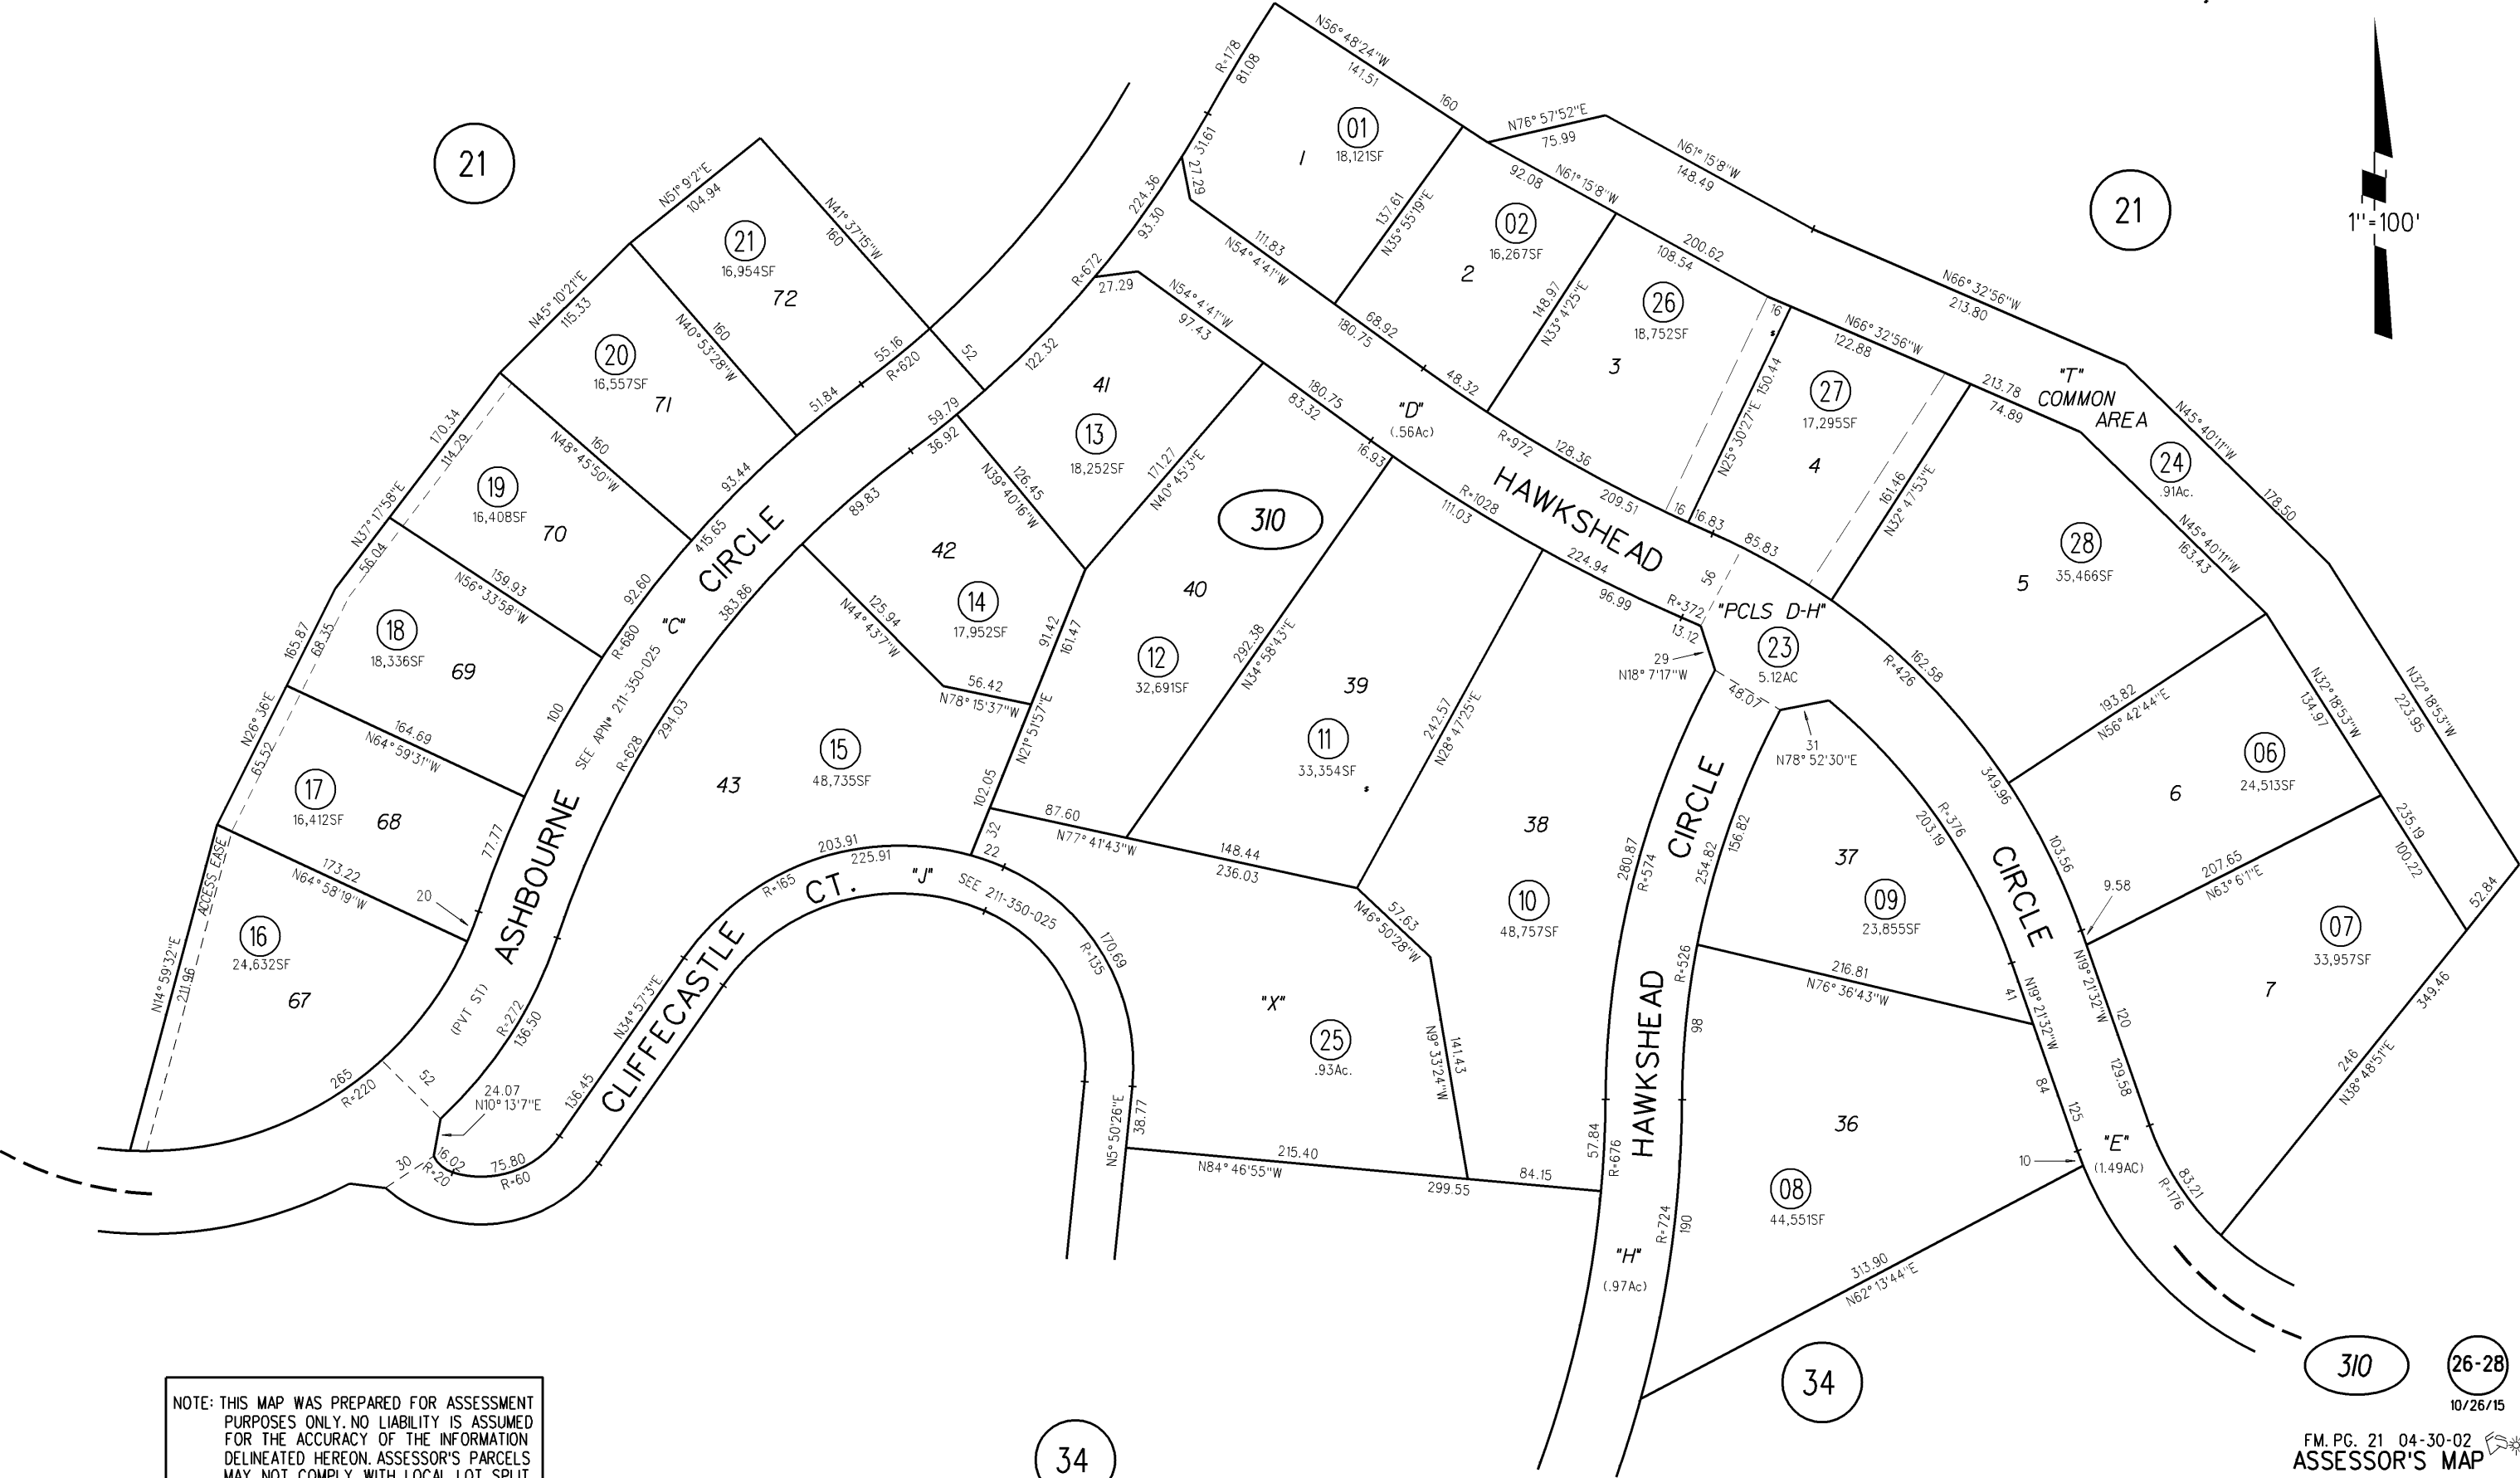 21
21
1"=100'
N56°48'24"W
141.51
160
R=178
81.08
31.61
27.29
01
18,121SF
1
137.61
N35°55'19"E
111.83
N54°4'41"W
224.36
93.30
R=672
27.29
N76°57'52"E
75.99
N61°15'8"W
148.49
92.08
N61°15'8"W
02
16,267SF
2
148.97
N33°4'25"E
68.92
180.75
48.32
200.62
108.54
26
18,752SF
3
16
N25°30'27"E 150.44
R=972
128.36
209.51
16
16.83
N66°32'56"W
213.80
N66°32'56"W
122.88
27
17,295SF
4
161.46
N32°47'53"E
85.83
213.78
74.89
"T"
COMMON
AREA
24
.91Ac.
N45°40'11"W
178.50
N45°40'11"W
163.43
28
35,466SF
5
193.82
N56°42'44"E
162.58
R=426
349.96
N32°18'53"W
134.97
N32°18'53"W
223.95
06
24,513SF
6
207.65
N63°6'1"E
235.19
100.22
52.84
103.56
9.58
07
33,957SF
7
349.46
246
N38°48'51"E
N19°21'32"W
120
129.58
83.21
R=176
N51°9'2"E
104.94
N41°37'15"W
160
21
16,954SF
72
N45°10'21"E
115.33
160
N40°53'28"W
20
16,557SF
71
55.16
R=620
51.84
52
170.34
114.29
160
N48°45'50"W
19
16,408SF
70
93.44
415.65
N37°17'58"E
56.04
159.93
N56°33'58"W
18
18,336SF
69
92.60
R=680
165.87
68.35
N26°36'E
65.52
164.69
N64°59'31"W
100
17
16,412SF
68
77.77
173.22
N64°58'19"W
20
ACCESS EASE
16
24,632SF
67
N14°59'32"E
211.96
265
R=220
52
ASHBOURNE CIRCLE
"C"
SEE APN# 211-350-025
(PVT ST)
59.79
36.92
122.32
41
13
18,252SF
N54°4'41"W
97.43
171.27
N40°45'3"E
126.45
N39°40'16"W
89.83
383.86
42
14
17,952SF
125.94
N44°43'7"W
56.42
N78°15'37"W
91.42
161.47
N21°51'57"E
102.05
32
22
294.03
R=628
43
15
48,735SF
310
180.75
83.32
"D"
(.56Ac)
16.93
40
12
32,691SF
292.38
N34°58'43"E
39
11
33,354SF
242.57
N28°47'25"E
R=1028
111.03
224.94
96.99
R=372
13.12
56
HAWKSHEAD CIRCLE
"PCLS D-H"
23
5.12AC
29
N18°7'17"W
48.07
31
N78°52'30"E
87.60
N77°41'43"W
148.44
236.03
57.63
N46°50'28"W
141.43
N9°33'24"W
38
10
48,757SF
280.87
R=574
57.84
R=676
HAWKSHEAD CIRCLE
254.82
156.82
R=526
98
R=724
190
"H"
(.97Ac)
R=376
203.19
37
09
23,855SF
216.81
N76°36'43"W
41
N19°21'32"W
84
125
36
08
44,551SF
10
"E"
(1.49AC)
313.90
N62°13'44"E
203.91
225.91
R=165
"J"
SEE 211-350-025
CLIFFECASTLE CT.
N34°57'3"E
136.45
R=272
136.50
24.07
N10°13'7"E
30
16.02
R=20
75.80
R=60
170.69
R=135
38.77
N5°50'26"E
"X"
25
.93Ac.
215.40
N84°46'55"W
299.55
84.15
34
34
310
26-28
10/26/15
FM. PG. 21 04-30-02
ASSESSOR'S MAP
NOTE: THIS MAP WAS PREPARED FOR ASSESSMENT
PURPOSES ONLY. NO LIABILITY IS ASSUMED
FOR THE ACCURACY OF THE INFORMATION
DELINEATED HEREON. ASSESSOR'S PARCELS
MAY NOT COMPLY WITH LOCAL LOT SPLIT